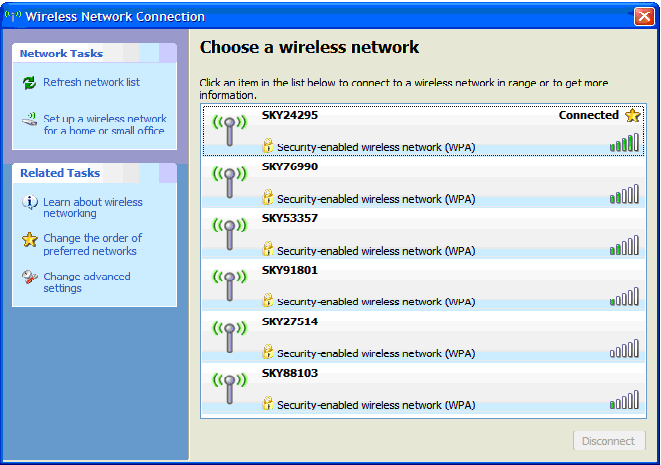 Wireless Network Connection
Network Tasks
Refresh network list
Set up a wireless network
for a home or small office
Related Tasks
Learn about wireless
networking
Change the order of
preferred networks
Change advanced
settings
Choose a wireless network
Click an item in the list below to connect to a wireless network in range or to get more
information.
SKY24295 Connected
Security-enabled wireless network (WPA)
SKY76990
Security-enabled wireless network (WPA)
SKY53357
Security-enabled wireless network (WPA)
SKY91801
Security-enabled wireless network (WPA)
SKY27514
Security-enabled wireless network (WPA)
SKY88103
Security-enabled wireless network (WPA)
Disconnect